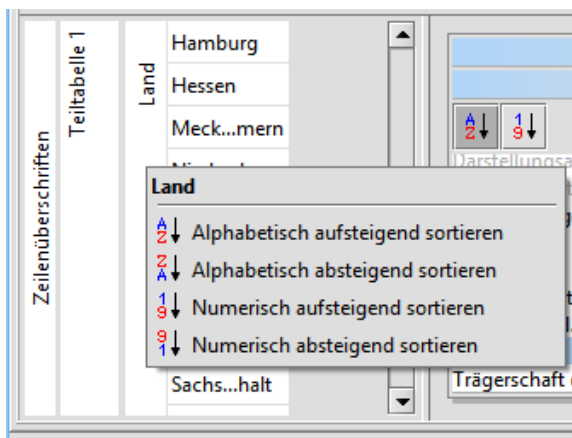 Zeilenüberschriften
Teiltabelle 1
Land
Hamburg
Hessen
Meck...mern
Land
Alphabetisch aufsteigend sortieren
Alphabetisch absteigend sortieren
Numerisch aufsteigend sortieren
Numerisch absteigend sortieren
Sachs...halt
Trägerschaft